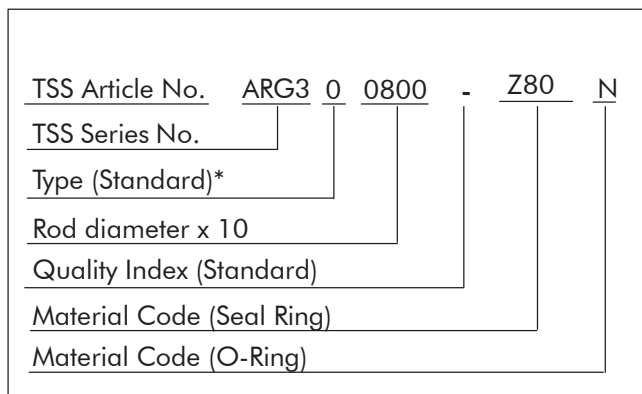 TSS Article No. ARG3 0 0800 - Z80 N
TSS Series No.
Type (Standard)*
Rod diameter x 10
Quality Index (Standard)
Material Code (Seal Ring)
Material Code (O-Ring)